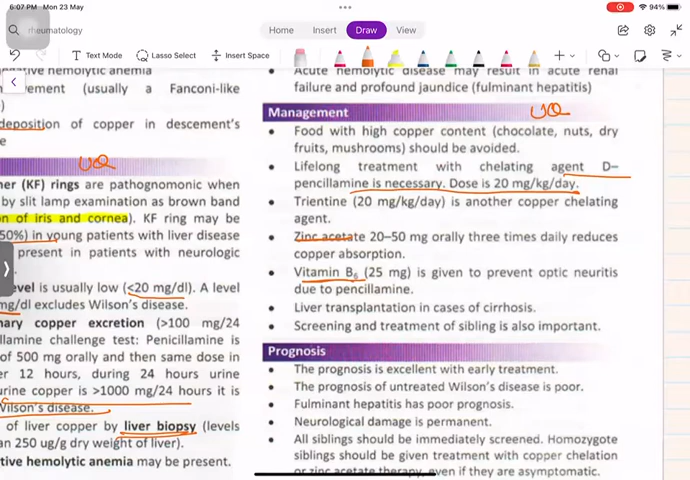 6:07 PM Mon 23 May
94%
rheumatology
Home Insert Draw View
Text Mode Lasso Select Insert Space
hemolytic anemia
ement (usually a Fanconi-like
)
deposition of copper in descement's
e
UQ
er (KF) rings are pathognomonic when
by slit lamp examination as brown band
n of iris and cornea). KF ring may be
50%) in young patients with liver disease
present in patients with neurologic
evel is usually low (<20 mg/dl). A level
mg/dl excludes Wilson's disease.
nary copper excretion (>100 mg/24
llamine challenge test: Penicillamine is
of 500 mg orally and then same dose in
er 12 hours, during 24 hours urine
urine copper is >1000 mg/24 hours it is
Wilson's disease.
of liver copper by liver biopsy (levels
an 250 ug/g dry weight of liver).
tive hemolytic anemia may be present.
• Acute hemolytic disease may result in acute renal
failure and profound jaundice (fulminant hepatitis)
Management UQ
• Food with high copper content (chocolate, nuts, dry
fruits, mushrooms) should be avoided.
• Lifelong treatment with chelating agent D–
pencillamine is necessary. Dose is 20 mg/kg/day.
• Trientine (20 mg/kg/day) is another copper chelating
agent.
• Zinc acetate 20–50 mg orally three times daily reduces
copper absorption.
• Vitamin B6 (25 mg) is given to prevent optic neuritis
due to pencillamine.
• Liver transplantation in cases of cirrhosis.
• Screening and treatment of sibling is also important.
Prognosis
• The prognosis is excellent with early treatment.
• The prognosis of untreated Wilson's disease is poor.
• Fulminant hepatitis has poor prognosis.
• Neurological damage is permanent.
• All siblings should be immediately screened. Homozygote
siblings should be given treatment with copper chelation
or zinc acetate therapy, even if they are asymptomatic.